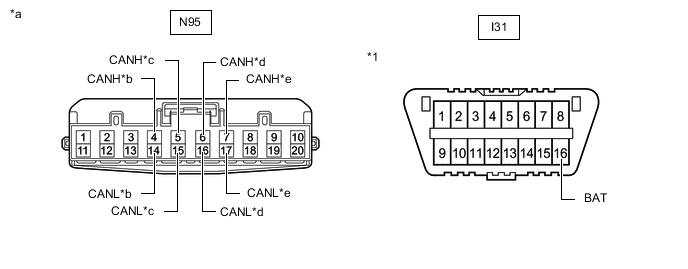 *a
N95
I31
*1
CANH*c
CANH*d
CANH*b
CANH*e
1 2 3 4 5 6 7 8 9 10
11 12 13 14 15 16 17 18 19 20
CANL*b
CANL*e
CANL*c
CANL*d
1 2 3 4 5 6 7 8
9 10 11 12 13 14 15 16
BAT